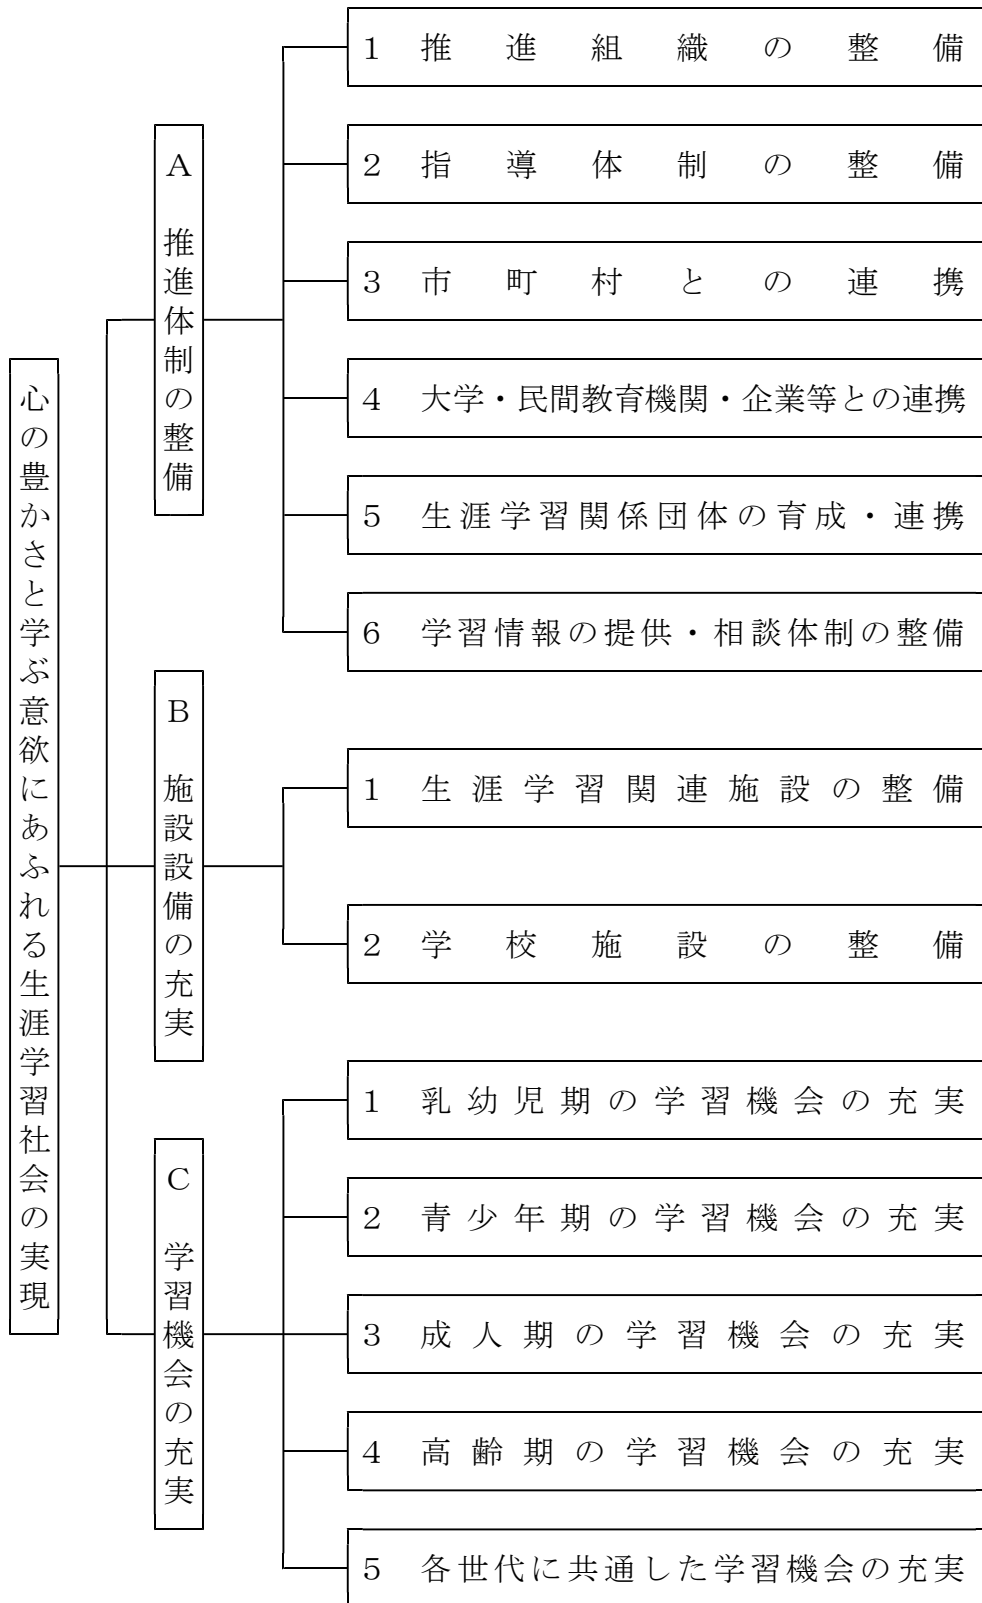 心の豊かさと学ぶ意欲にあふれる生涯学習社会の実現
A 推進体制の整備
1 推進組織の整備
2 指導体制の整備
3 市町村との連携
4 大学・民間教育機関・企業等との連携
5 生涯学習関係団体の育成・連携
6 学習情報の提供・相談体制の整備
B 施設設備の充実
1 生涯学習関連施設の整備
2 学校施設の整備
C 学習機会の充実
1 乳幼児期の学習機会の充実
2 青少年期の学習機会の充実
3 成人期の学習機会の充実
4 高齢期の学習機会の充実
5 各世代に共通した学習機会の充実